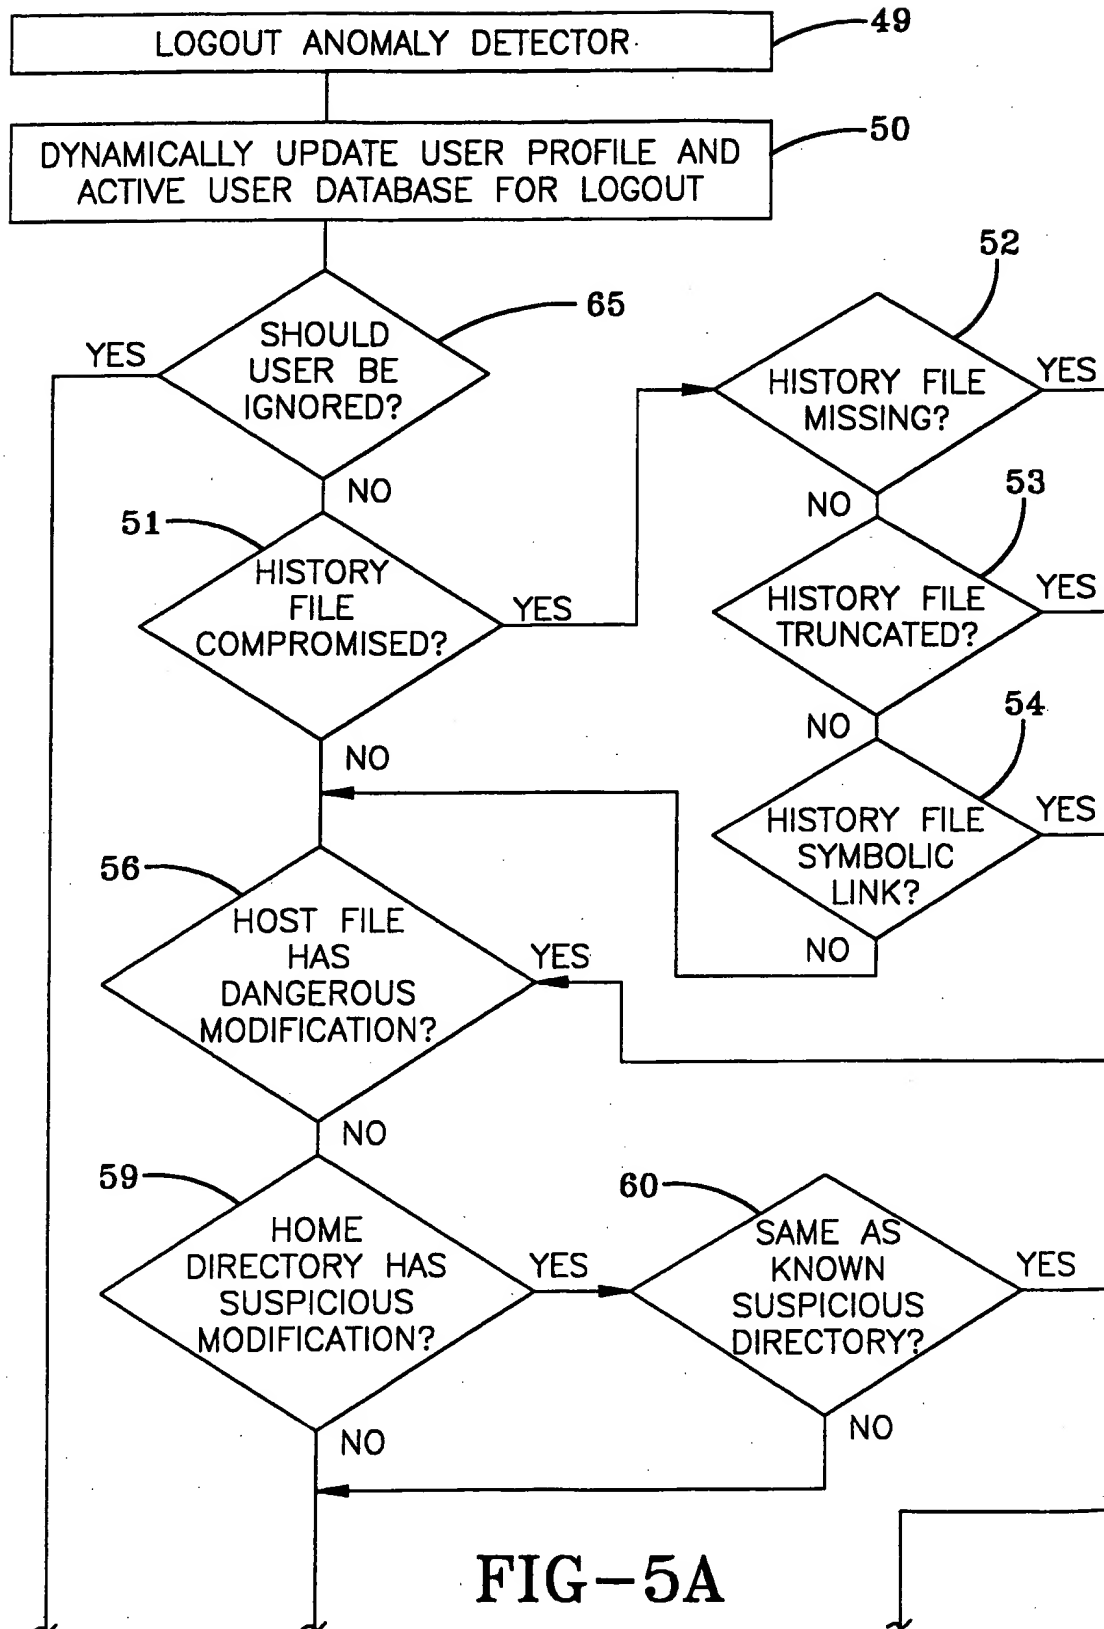 LOGOUT ANOMALY DETECTOR
49
DYNAMICALLY UPDATE USER PROFILE AND
ACTIVE USER DATABASE FOR LOGOUT
50
SHOULD
USER BE
IGNORED?
65
YES
NO
HISTORY
FILE
COMPROMISED?
51
YES
NO
HISTORY FILE
MISSING?
52
YES
NO
HISTORY FILE
TRUNCATED?
53
YES
NO
HISTORY FILE
SYMBOLIC
LINK?
54
YES
NO
HOST FILE
HAS
DANGEROUS
MODIFICATION?
56
YES
NO
HOME
DIRECTORY HAS
SUSPICIOUS
MODIFICATION?
59
YES
NO
SAME AS
KNOWN
SUSPICIOUS
DIRECTORY?
60
YES
NO
FIG-5A